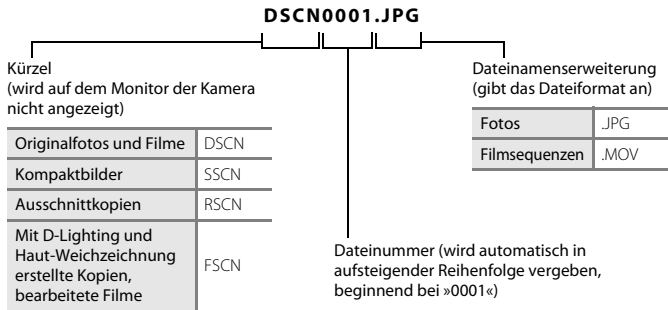 DSCN0001.JPG
Kürzel
(wird auf dem Monitor der Kamera
nicht angezeigt)
Originalfotos und Filme DSCN
Kompaktbilder SSCN
Ausschnittkopien RSCN
Mit D-Lighting und
Haut-Weichzeichnung
erstellte Kopien,
bearbeitete Filme
FSCN
Dateinummer (wird automatisch in
aufsteigender Reihenfolge vergeben,
beginnend bei »0001«)
Dateinamenserweiterung
(gibt das Dateiformat an)
Fotos .JPG
Filmsequenzen .MOV